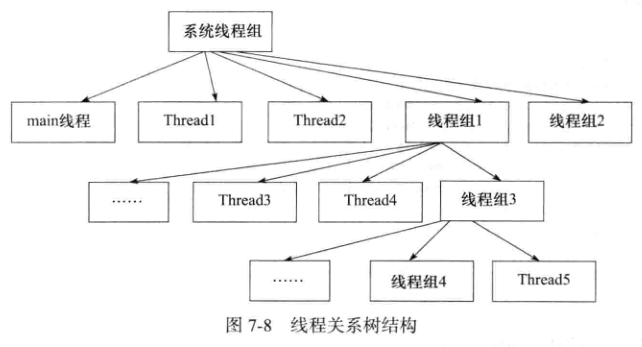 系统线程组
main线程
Thread1
Thread2
线程组1
线程组2
……
Thread3
Thread4
线程组3
……
线程组4
Thread5
图 7-8 线程关系树结构